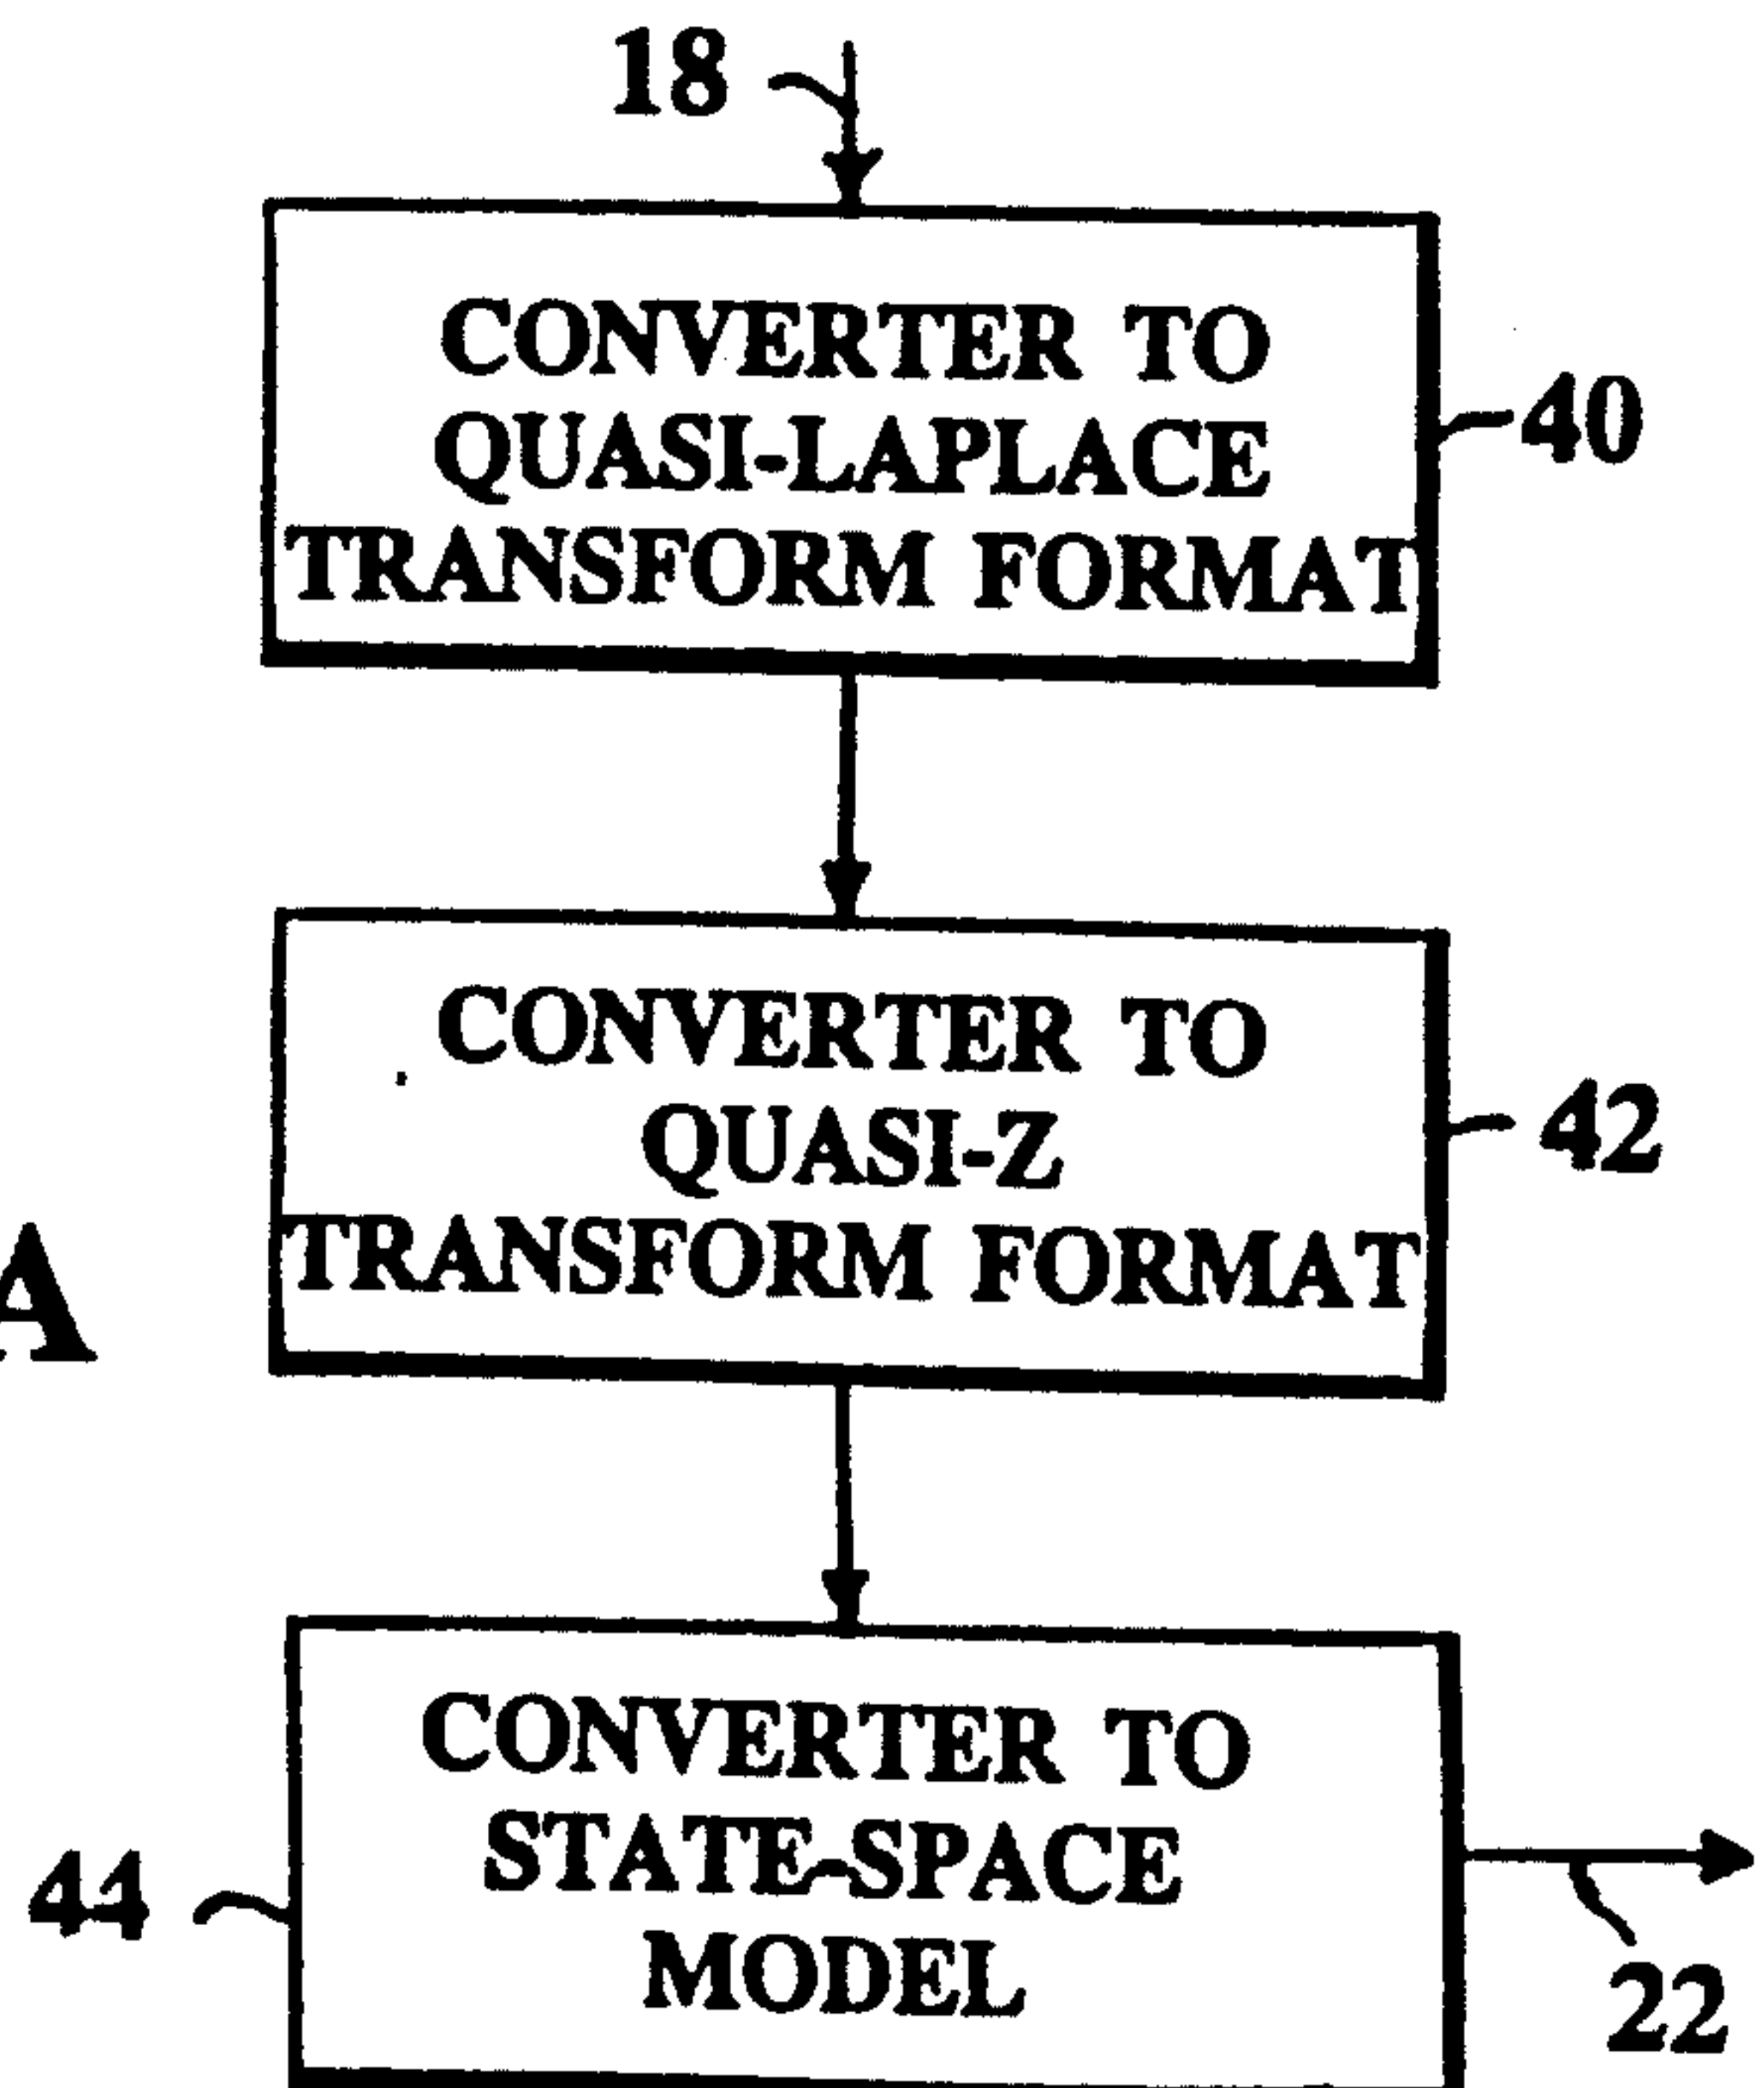 18
CONVERTER TO
QUASI-LAPLACE
TRANSFORM FORMAT
40
CONVERTER TO
QUASI-Z
TRANSFORM FORMAT
42
A
CONVERTER TO
STATE-SPACE
MODEL
44
22